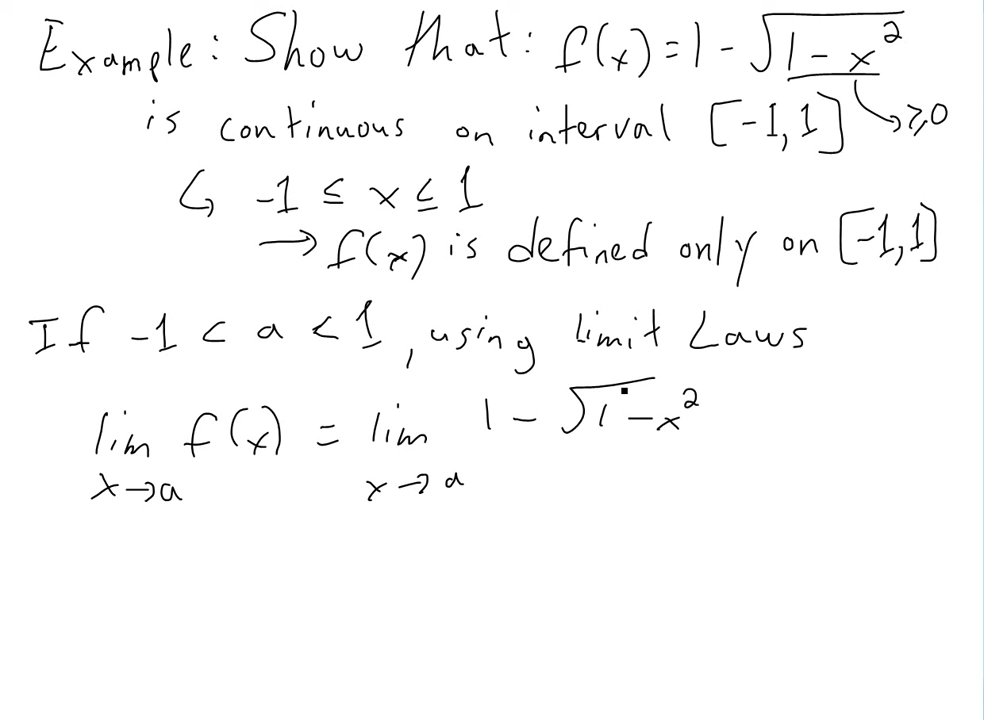 Example: Show that: f(x) = 1 - √(1 - x²)
is continuous on interval [-1, 1] ↘ ≥0
↳ -1 ≤ x ≤ 1
→ f(x) is defined only on [-1, 1]
If -1 < a < 1, using limit Laws
lim f(x) = lim 1 - √(1 - x²)
x→a x→a